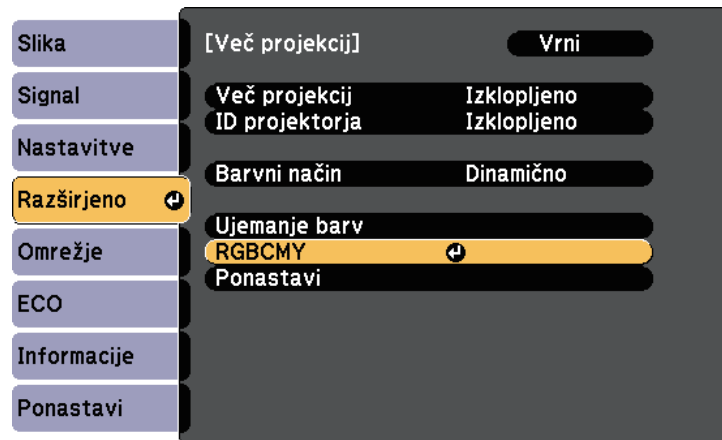 Slika
Signal
Nastavitve
Razširjeno
Omrežje
ECO
Informacije
Ponastavi
[Več projekcij] Vrni
Več projekcij Izklopljeno
ID projektorja Izklopljeno
Barvni način Dinamično
Ujemanje barv
RGBCMY
Ponastavi